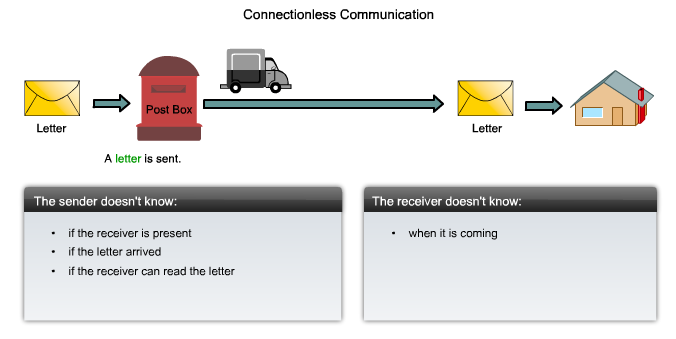 Connectionless Communication
Post Box
Letter
Letter
A letter is sent.
The sender doesn't know:
• if the receiver is present
• if the letter arrived
• if the receiver can read the letter
The receiver doesn't know:
• when it is coming